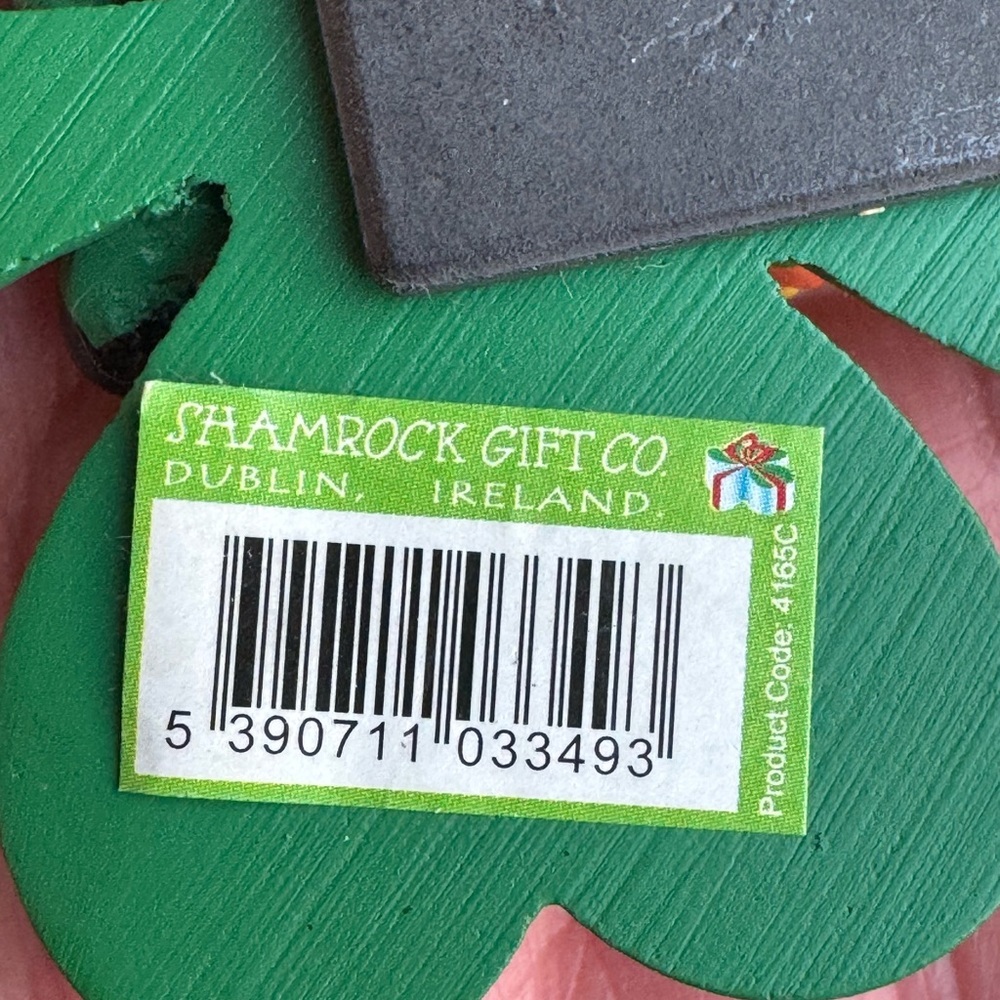 SHAMROCK GIFT CO.
DUBLIN, IRELAND.
5 390711 033493
Product Code: 4165C